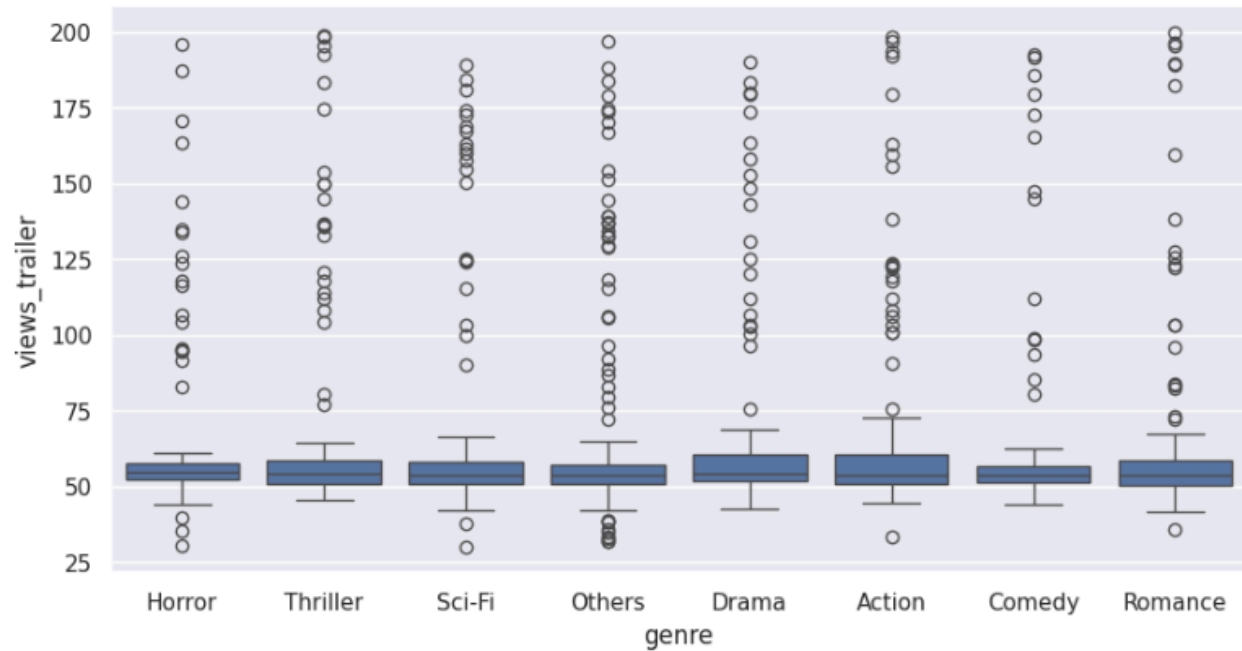 200
175
150
125
100
75
50
25
views_trailer
Horror Thriller Sci-Fi Others Drama Action Comedy Romance
genre